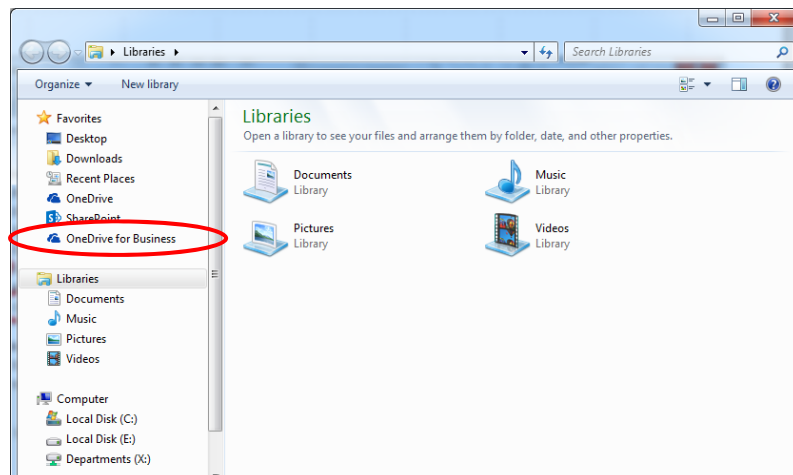 Libraries
Search Libraries
Organize
New library
Favorites
Desktop
Downloads
Recent Places
OneDrive
SharePoint
OneDrive for Business
Libraries
Documents
Music
Pictures
Videos
Computer
Local Disk (C:)
Local Disk (E:)
Departments (X:)
Libraries
Open a library to see your files and arrange them by folder, date, and other properties.
Documents
Library
Music
Library
Pictures
Library
Videos
Library